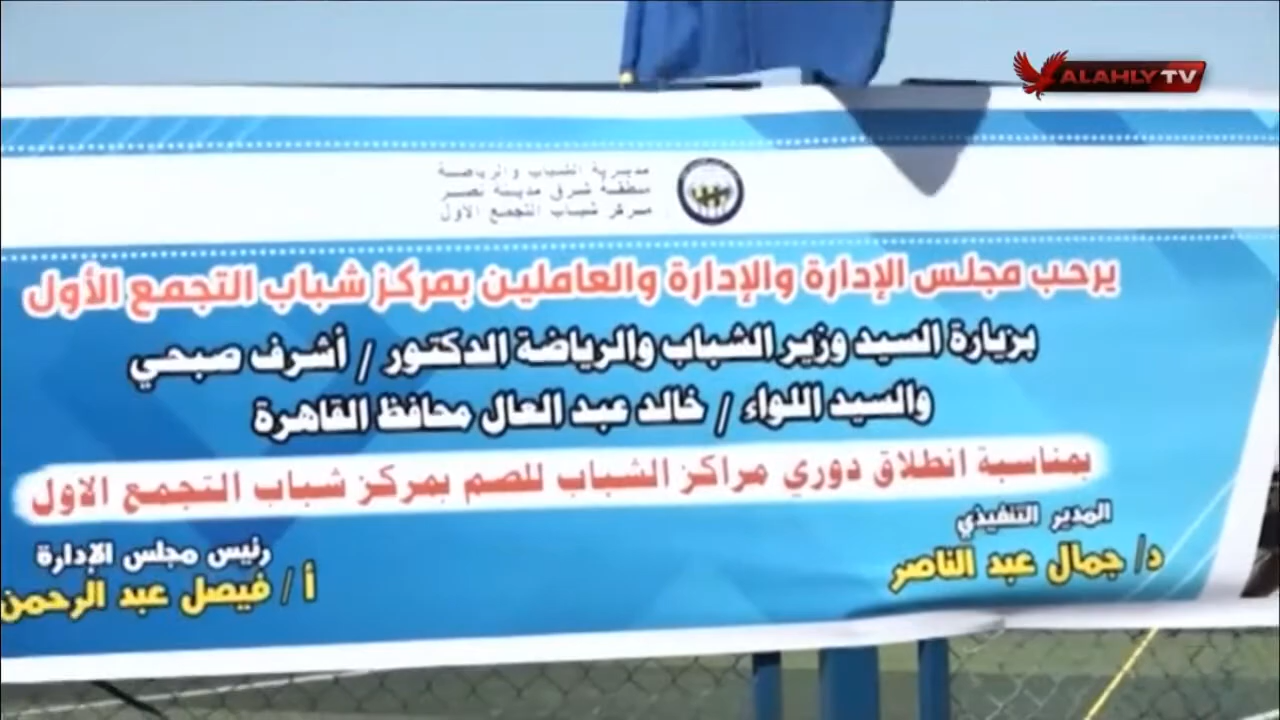 ALAHLY TV
مديرية الشباب والرياضة
منطقة شرق مدينة نصر
مركز شباب التجمع الاول
يرحب مجلس الإدارة والإدارة والعاملين بمركز شباب التجمع الأول
بزيارة السيد وزير الشباب والرياضة الدكتور / أشرف صبحي
والسيد اللواء / خالد عبد العال محافظ القاهرة
بمناسبة انطلاق دوري مراكز الشباب للصم بمركز شباب التجمع الاول
المدير التنفيذي
د/ جمال عبد الناصر
رئيس مجلس الإدارة
أ / فيصل عبد الرحمن